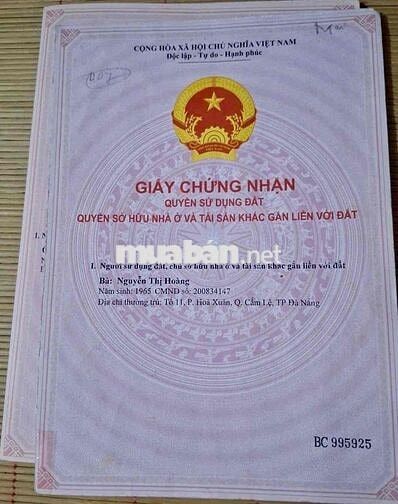 CỘNG HÒA XÃ HỘI CHỦ NGHĨA VIỆT NAM
Độc lập - Tự do - Hạnh phúc
GIẤY CHỨNG NHẬN
QUYỀN SỬ DỤNG ĐẤT
QUYỀN SỞ HỮU NHÀ Ở VÀ TÀI SẢN KHÁC GẮN LIỀN VỚI ĐẤT
muaban.net
I. Người sử dụng đất, chủ sở hữu nhà ở và tài sản khác gắn liền với đất
Bà: Nguyễn Thị Hoàng
Năm sinh: 1965 CMND số: 200834147
Địa chỉ thường trú: Tổ 11, P. Hoà Xuân, Q. Cẩm Lệ, TP Đà Nẵng
BC 995925